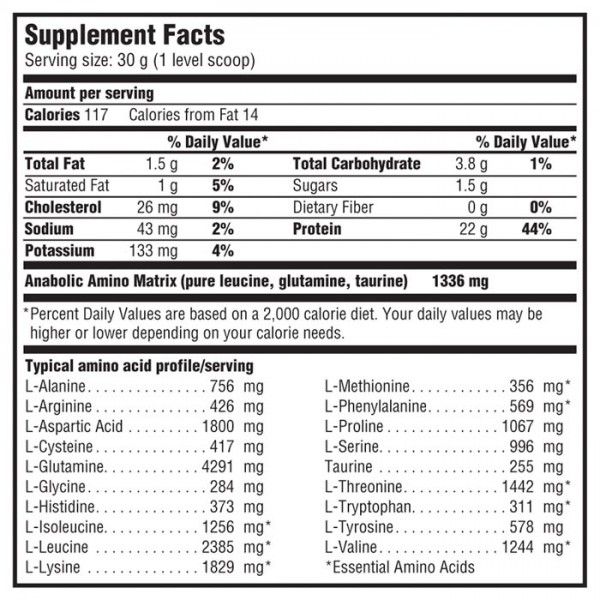 Supplement Facts
Serving size: 30 g (1 level scoop)
Amount per serving
Calories 117 Calories from Fat 14
% Daily Value* % Daily Value*
Total Fat 1.5 g 2% Total Carbohydrate 3.8 g 1%
Saturated Fat 1 g 5% Sugars 1.5 g
Cholesterol 26 mg 9% Dietary Fiber 0 g 0%
Sodium 43 mg 2% Protein 22 g 44%
Potassium 133 mg 4%
Anabolic Amino Matrix (pure leucine, glutamine, taurine) 1336 mg
*Percent Daily Values are based on a 2,000 calorie diet. Your daily values may be
higher or lower depending on your calorie needs.
Typical amino acid profile/serving
L-Alanine.............. 756 mg L-Methionine........... 356 mg*
L-Arginine............. 426 mg L-Phenylalanine........ 569 mg*
L-Aspartic Acid........ 1800 mg L-Proline.............. 1067 mg
L-Cysteine............. 417 mg L-Serine............... 996 mg
L-Glutamine............ 4291 mg Taurine................ 255 mg
L-Glycine.............. 284 mg L-Threonine............ 1442 mg*
L-Histidine............ 373 mg L-Tryptophan........... 311 mg*
L-Isoleucine........... 1256 mg* L-Tyrosine............. 578 mg
L-Leucine.............. 2385 mg* L-Valine............... 1244 mg*
L-Lysine............... 1829 mg* *Essential Amino Acids